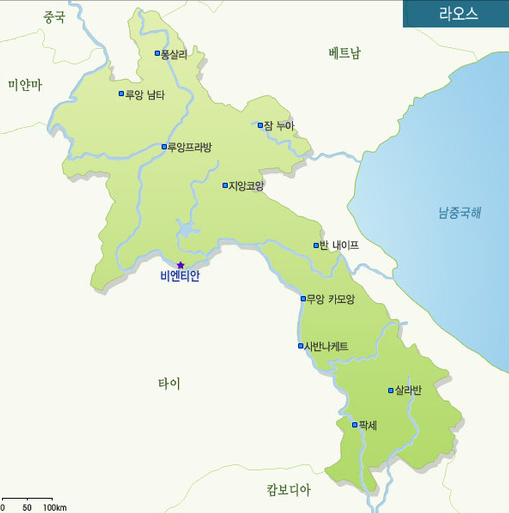 라오스
중국
베트남
퐁살리
미얀마
루앙 남타
잠 누아
루앙프라방
지앙코앙
남중국해
반 내이프
비엔티안
무앙 카모앙
사반나케트
타이
살라반
팍세
캄보디아
0 50 100km